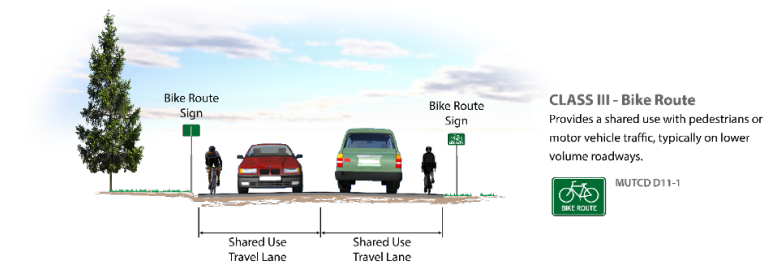 Bike Route
Sign
Bike Route
Sign
Shared Use
Travel Lane
Shared Use
Travel Lane
CLASS III - Bike Route
Provides a shared use with pedestrians or
motor vehicle traffic, typically on lower
volume roadways.
BIKE ROUTE
MUTCD D11-1